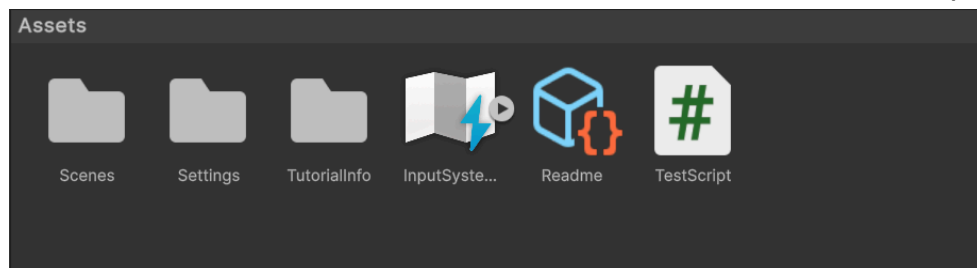 Assets
Scenes
Settings
TutorialInfo
InputSyste...
Readme
TestScript